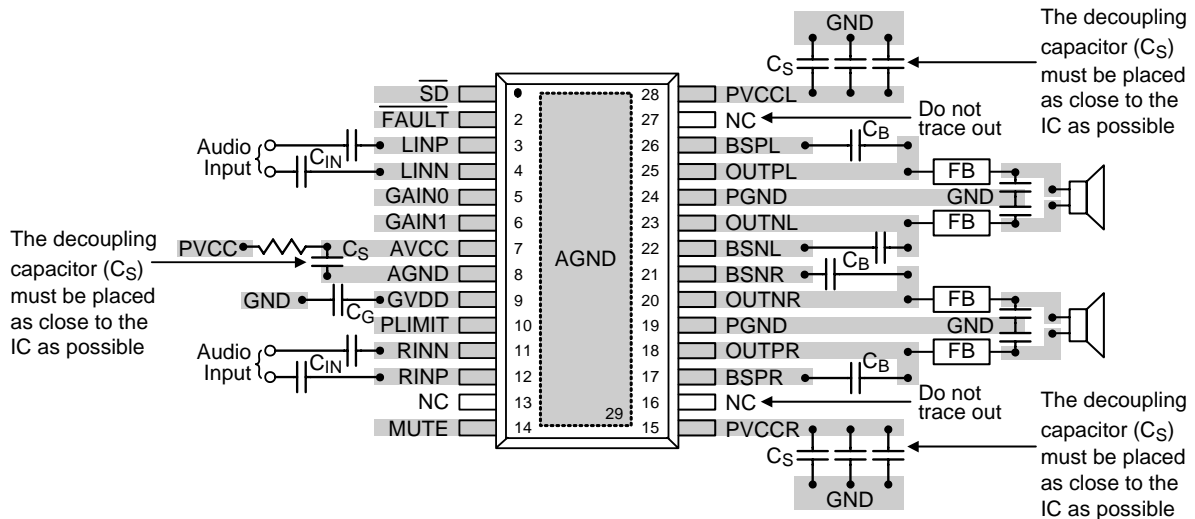 The decoupling
capacitor (CS)
must be placed
as close to the
IC as possible
GND
CS
SD
FAULT
LINP
LINN
GAIN0
GAIN1
AVCC
AGND
GVDD
PLIMIT
RINN
RINP
NC
MUTE
2
3
4
5
6
7
8
9
10
11
12
13
14
AGND
29
28
27
26
25
24
23
22
21
20
19
18
17
16
15
PVCCL
NC
BSPL
OUTPL
PGND
OUTNL
BSNL
BSNR
OUTNR
PGND
OUTPR
BSPR
NC
PVCCR
Do not
trace out
CB
FB
GND
FB
CB
FB
GND
FB
CB
Do not
trace out
Audio
Input
CIN
The decoupling
capacitor (CS)
must be placed
as close to the
IC as possible
PVCC
CS
GND
CG
Audio
Input
CIN
CS
GND
The decoupling
capacitor (CS)
must be placed
as close to the
IC as possible